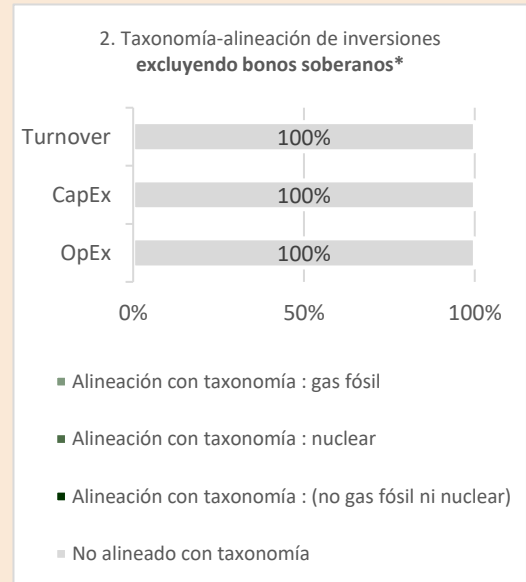 2. Taxonomía-alineación de inversiones
excluyendo bonos soberanos*
Turnover 100%
CapEx 100%
OpEx 100%
0% 50% 100%
Alineación con taxonomía : gas fósil
Alineación con taxonomía : nuclear
Alineación con taxonomía : (no gas fósil ni nuclear)
No alineado con taxonomía